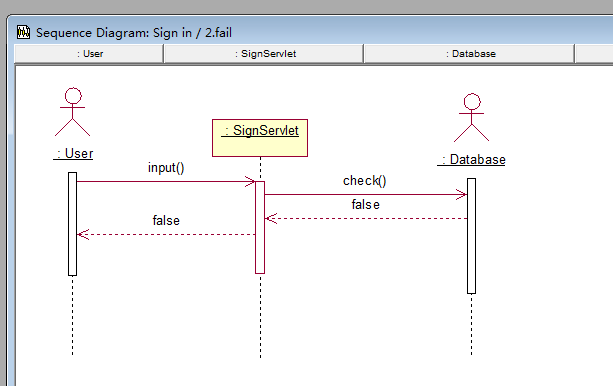 Sequence Diagram: Sign in / 2.fail
: User
: SignServlet
: Database
: User
: SignServlet
: Database
input()
check()
false
false